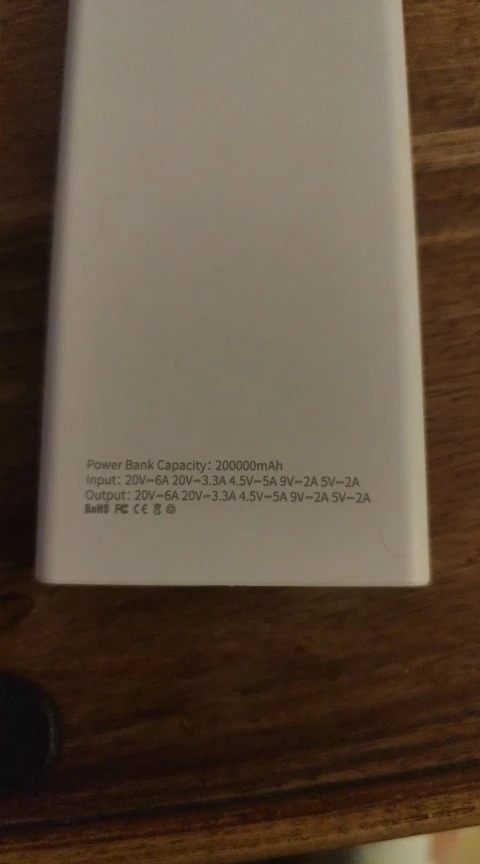 Power Bank Capacity: 200000mAh
Input: 20V⎓6A 20V⎓3.3A 4.5V⎓5A 9V⎓2A 5V⎓2A
Output: 20V⎓6A 20V⎓3.3A 4.5V⎓5A 9V⎓2A 5V⎓2A
RoHS FC CE